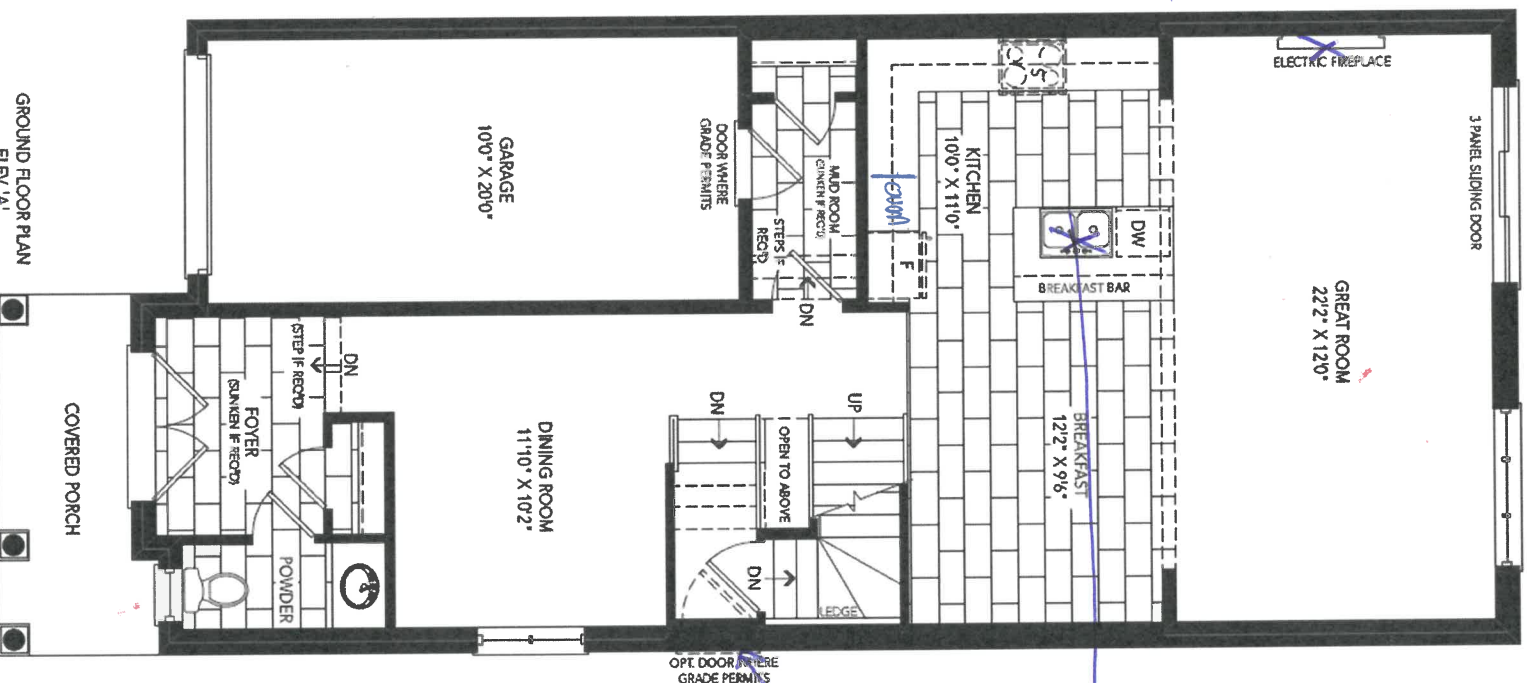 GROUND FLOOR PLAN
ELEV. 'A'
GARAGE
10'0" X 20'0"
DOOR WHERE
GRADE PERMITS
MUD ROOM
(SUNKEN IF REQ'D)
STEPS IF
REQ'D
DN
KITCHEN
10'0" X 11'0"
S
F
DW
BREAKFAST BAR
BREAKFAST
12'2" X 9'6"
ELECTRIC FIREPLACE
3 PANEL SLIDING DOOR
GREAT ROOM
22'2" X 12'0"
COVERED PORCH
FOYER
(SUNKEN IF REQ'D)
DN
(STEP IF REQ'D)
POWDER
DINING ROOM
11'10" X 10'2"
DN
UP
OPEN TO ABOVE
DN
LEDGE
OPT. DOOR WHERE
GRADE PERMITS